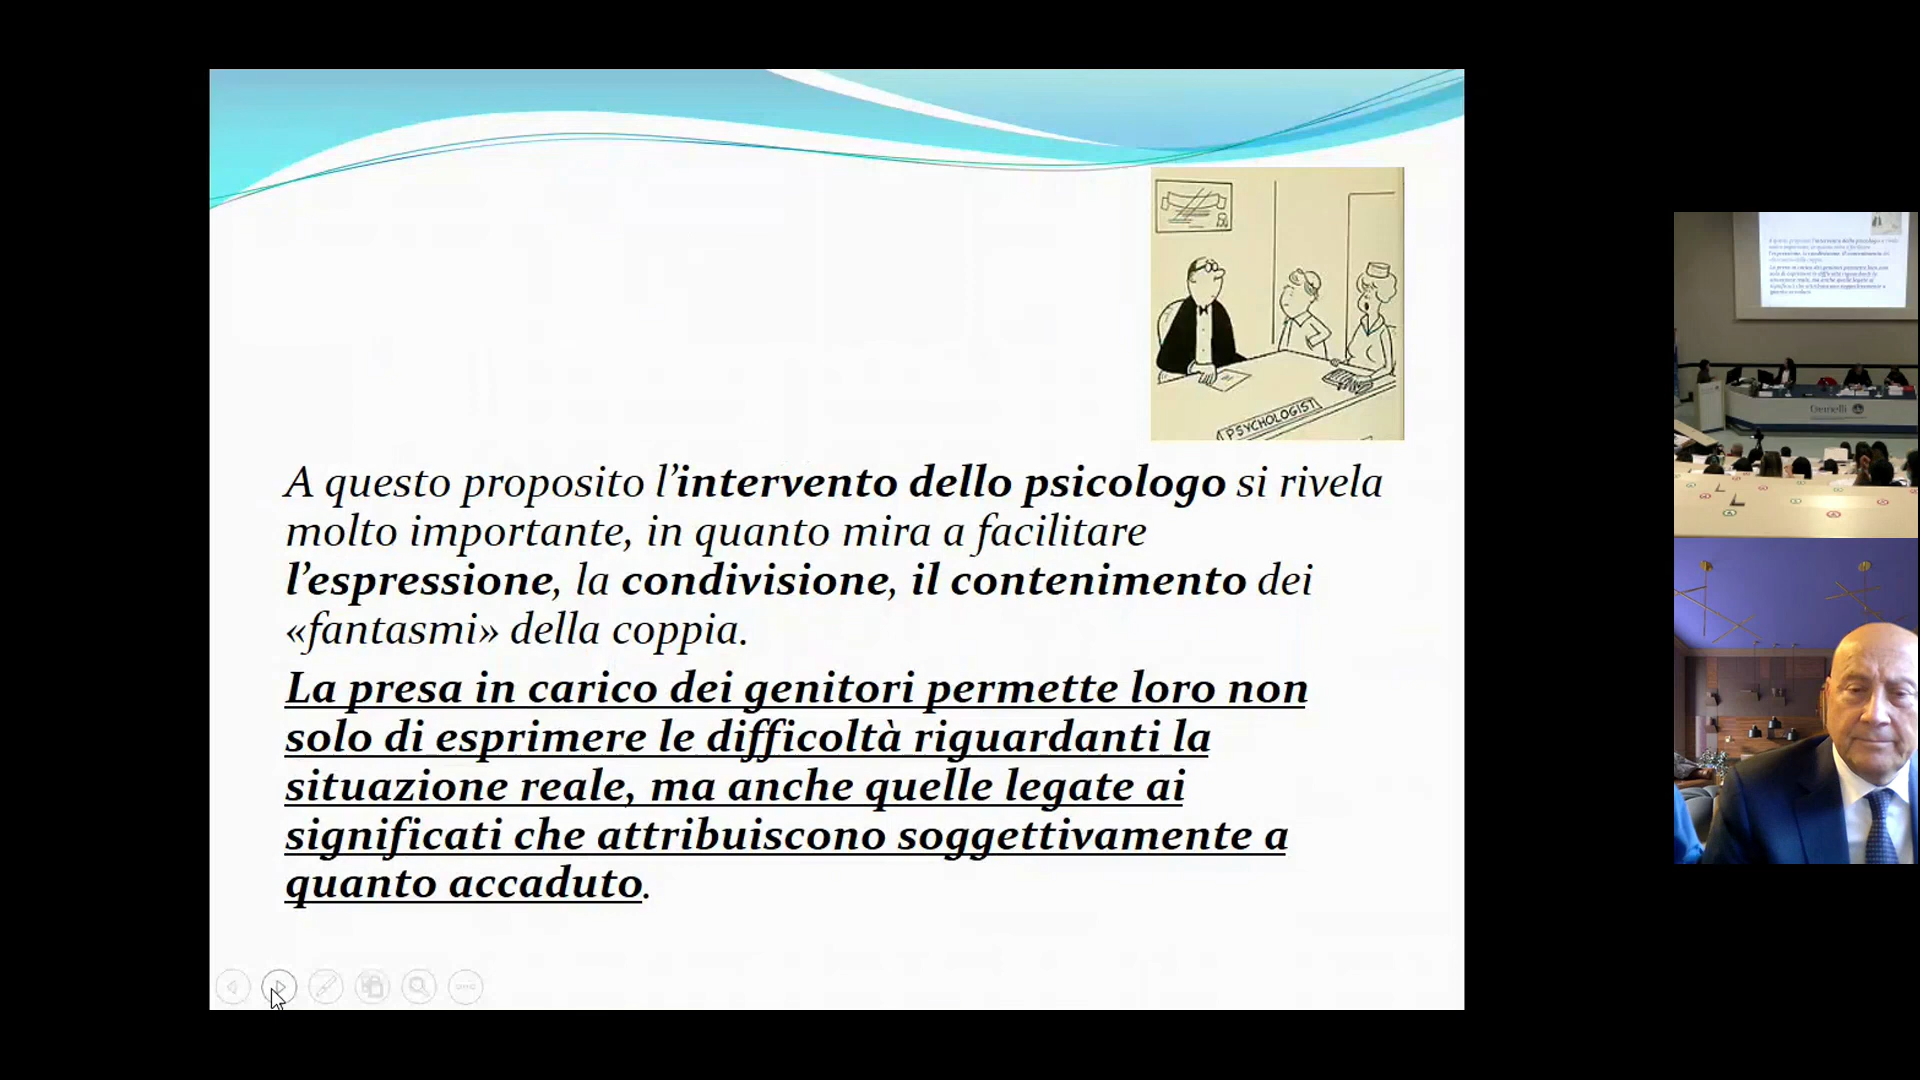 PSYCHOLOGIST
A questo proposito l’intervento dello psicologo si rivela
molto importante, in quanto mira a facilitare
l’espressione, la condivisione, il contenimento dei
«fantasmi» della coppia.
La presa in carico dei genitori permette loro non
solo di esprimere le difficoltà riguardanti la
situazione reale, ma anche quelle legate ai
significati che attribuiscono soggettivamente a
quanto accaduto.
Gemelli